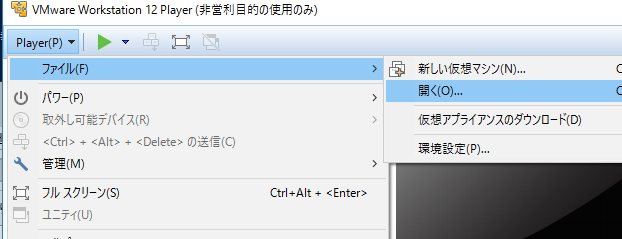 VMware Workstation 12 Player (非営利目的の使用のみ)
Player(P)
ファイル(F)
パワー(P)
取外し可能デバイス(R)
<Ctrl> + <Alt> + <Delete> の送信(C)
管理(M)
フル スクリーン(S) Ctrl+Alt + <Enter>
ユニティ(U)
新しい仮想マシン(N)... C
開く(O)... C
仮想アプライアンスのダウンロード(D)
環境設定(P)...